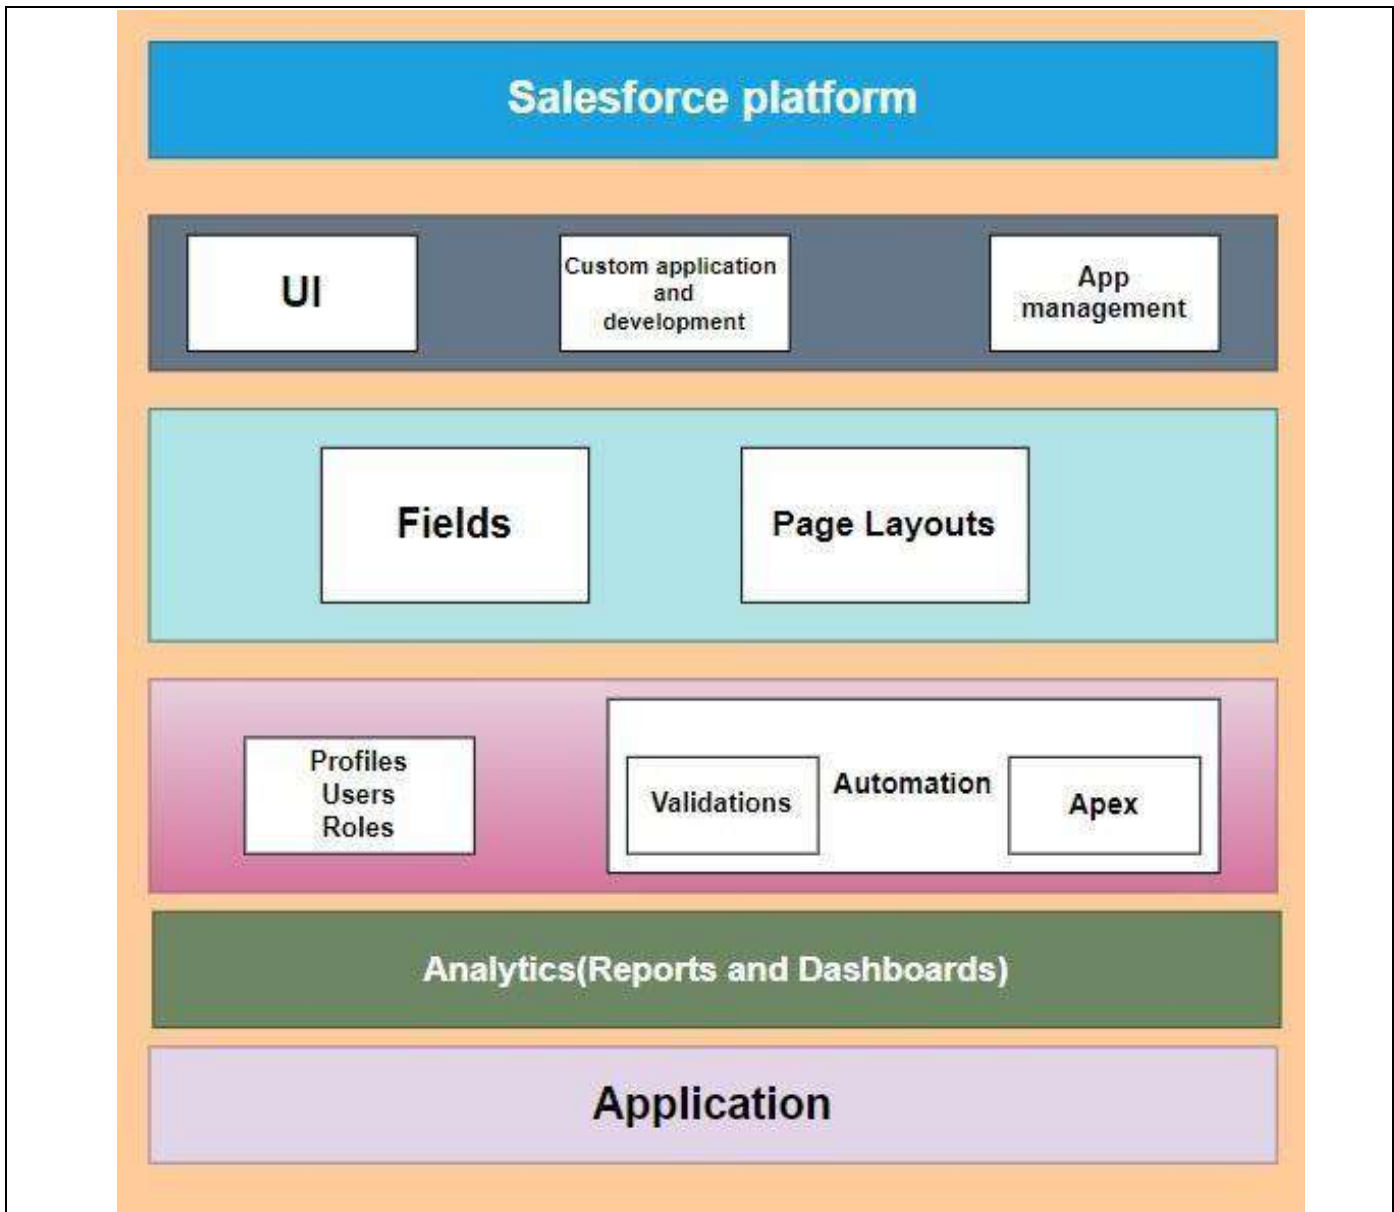 Salesforce platform
UI
Custom application
and
development
App
management
Fields
Page Layouts
Profiles
Users
Roles
Validations
Automation
Apex
Analytics(Reports and Dashboards)
Application